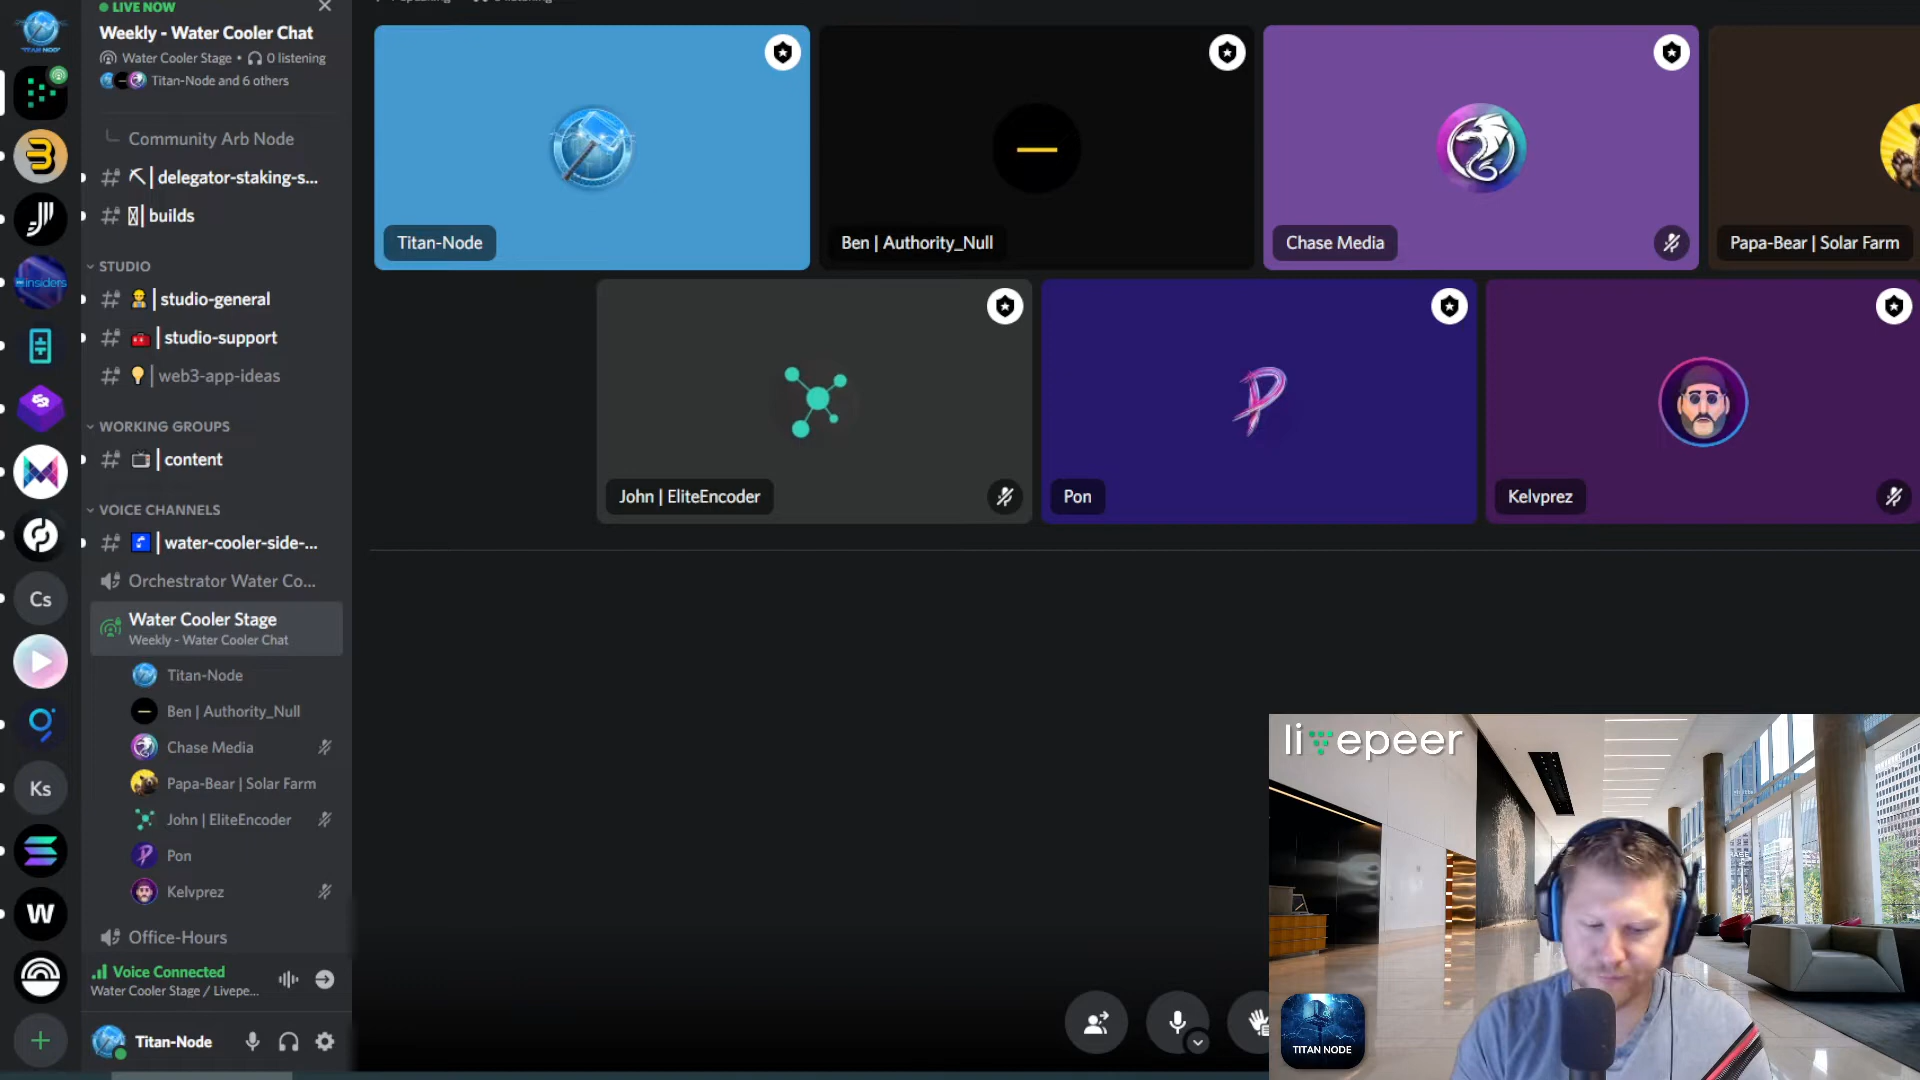 LIVE NOW
Weekly - Water Cooler Chat
Water Cooler Stage • 0 listening
Titan-Node and 6 others
Community Arb Node
delegator-staking-s...
builds
STUDIO
studio-general
studio-support
web3-app-ideas
WORKING GROUPS
content
VOICE CHANNELS
water-cooler-side-...
Orchestrator Water Co...
Water Cooler Stage
Weekly - Water Cooler Chat
Titan-Node
Ben | Authority_Null
Chase Media
Papa-Bear | Solar Farm
John | EliteEncoder
Pon
Kelvprez
Office-Hours
Voice Connected
Water Cooler Stage / Livepe...
Titan-Node
insiders
Cs
Ks
W
Titan-Node
Ben | Authority_Null
Chase Media
Papa-Bear | Solar Farm
John | EliteEncoder
Pon
Kelvprez
livepeer
TITAN NODE